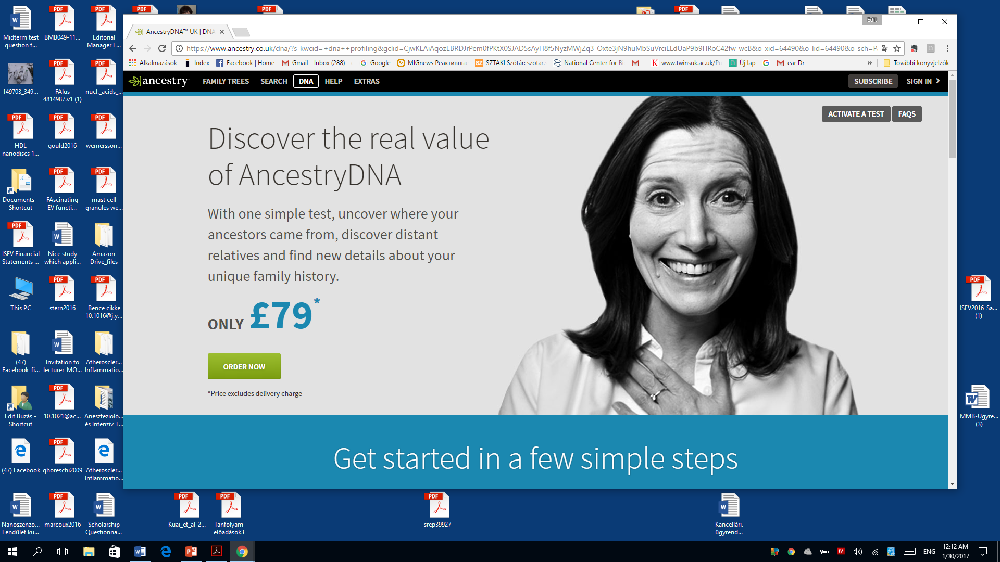 Edit
AncestryDNA™ UK | DNA
https://www.ancestry.co.uk/dna/?s_kwcid=+dna++profiling&gclid=CjwKEAiAqozEBRDJrPem0fPKtX0SJAD5sAyH8f5NyzMWjZq3-Oxte3jN9huMbSuVrciLLdUaP9b9HRoC42fw_wcB&o_xid=64490&o_lid=64490&o_sch=P
Alkalmazások Index Facebook | Home Gmail - Inbox (288) - Google MIGnews Реактивные SZTAKI Szótár: szotar. National Center for Bi www.twinsuk.ac.uk/Pu Új lap ear Dr » További könyvjelzők
ancestry FAMILY TREES SEARCH DNA HELP EXTRAS SUBSCRIBE SIGN IN
ACTIVATE A TEST FAQS
Discover the real value
of AncestryDNA
With one simple test, uncover where your
ancestors came from, discover distant
relatives and find new details about your
unique family history.
ONLY £79*
ORDER NOW
*Price excludes delivery charge
Get started in a few simple steps
Midterm test
question f...
BMB049-11...
Editorial
Manager E...
149703_349...
FAlus
4814987.v1 (1)
nucl._acids_...
HDL
nanodiscs 1...
gould2016
wernersson...
Documents -
Shortcut
FAscinating
EV functi...
mast cell
granules we...
ISEV Financial
Statements ...
Nice study
which appli...
Amazon
Drive_files
This PC
stern2016
Bence cikke
10.1016@j.y...
(47)
Facebook_fi...
Invitation to
lecturer_MO...
Atheroscler...
Inflammatio...
Edit Buzás -
Shortcut
10.1021@ac...
Anesztezioló...
és Intenzív T...
(47) Facebook
ghoreschi2009
Atheroscler...
Inflammatio...
Nanoszenzo...
Lendület ku...
marcoux2016
Scholarship
Questionna...
Kuai_et_al-2...
Tanfolyam
előadások3
srep39927
Kancellári.
ügyrend...
ISEV2016_Sa...
(1)
MMB-Ugyre...
(3)
ENG
12:12 AM
1/30/2017